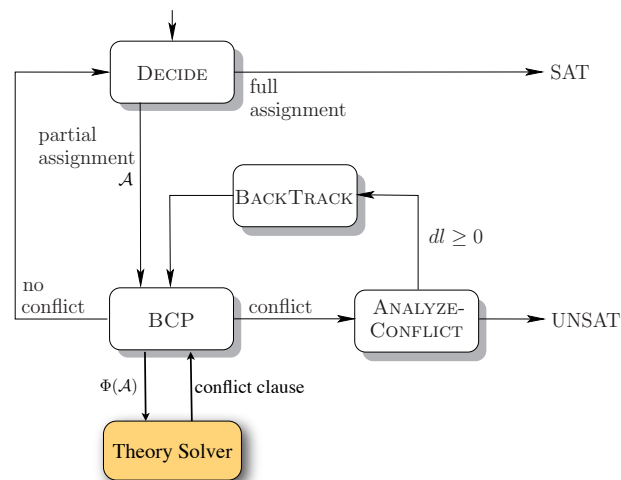 DECIDE
SAT
full
assignment
partial
assignment
𝒜
BACKTRACK
dl ≥ 0
no
conflict
BCP
conflict
ANALYZE-
CONFLICT
UNSAT
Φ(𝒜)
conflict clause
Theory Solver